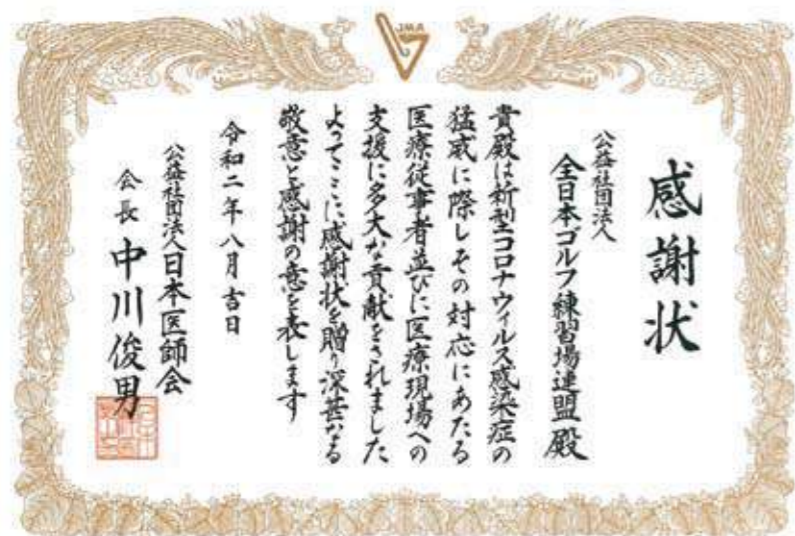 JMA
感謝状
公益社団法人
全日本ゴルフ練習場連盟 殿
貴殿は新型コロナウィルス感染症の
猛威に際しその対応にあたる
医療従事者並びに医療現場への
支援に多大な貢献をされました
よってここに感謝状を贈り深甚なる
敬意と感謝の意を表します
令和二年八月吉日
公益社団法人日本医師会
会長 中川俊男